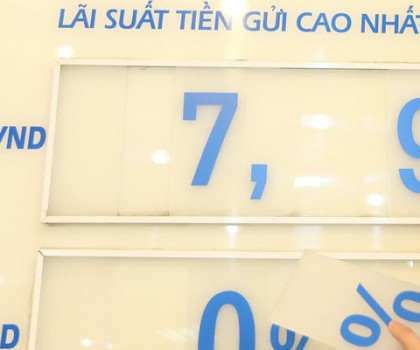 LÃI SUẤT TIỀN GỬI CAO NHẤ
VND
7,9
D
0%
%